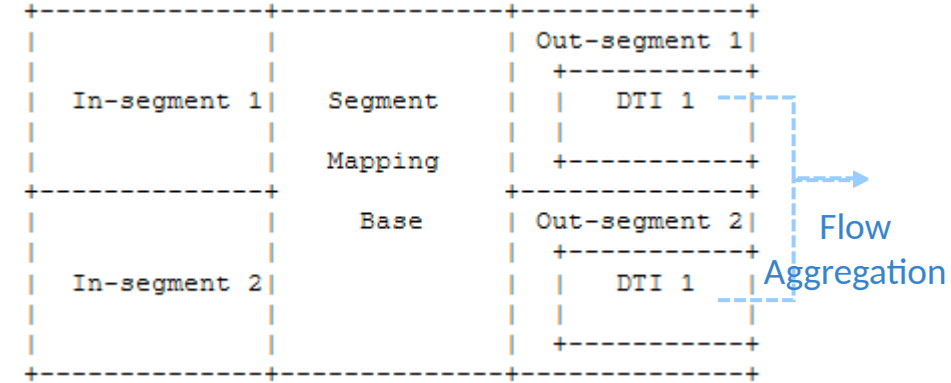 Out-segment 1
In-segment 1 Segment DTI 1
Mapping
Base Out-segment 2
In-segment 2 DTI 1
Flow
Aggregation